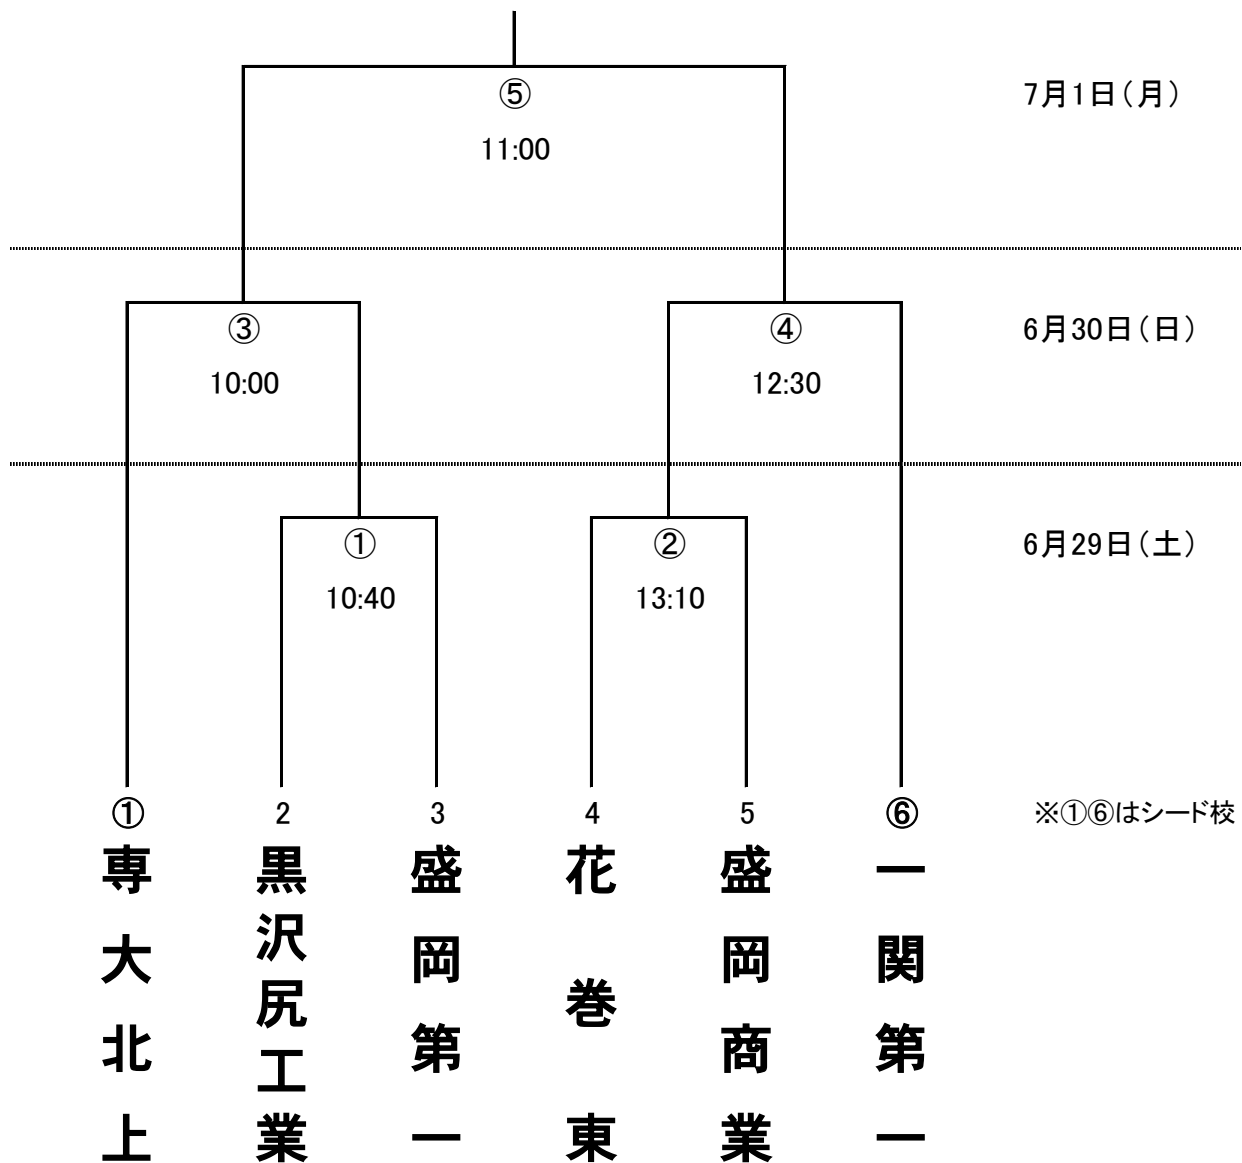 ⑤
7月1日（月）
11:00
③
④
6月30日（日）
10:00
12:30
①
②
6月29日（土）
10:40
13:10
①
2
3
4
5
⑥
※①⑥はシード校
専大北上
黒沢尻工業
盛岡第一
花巻東
盛岡商業
一関第一